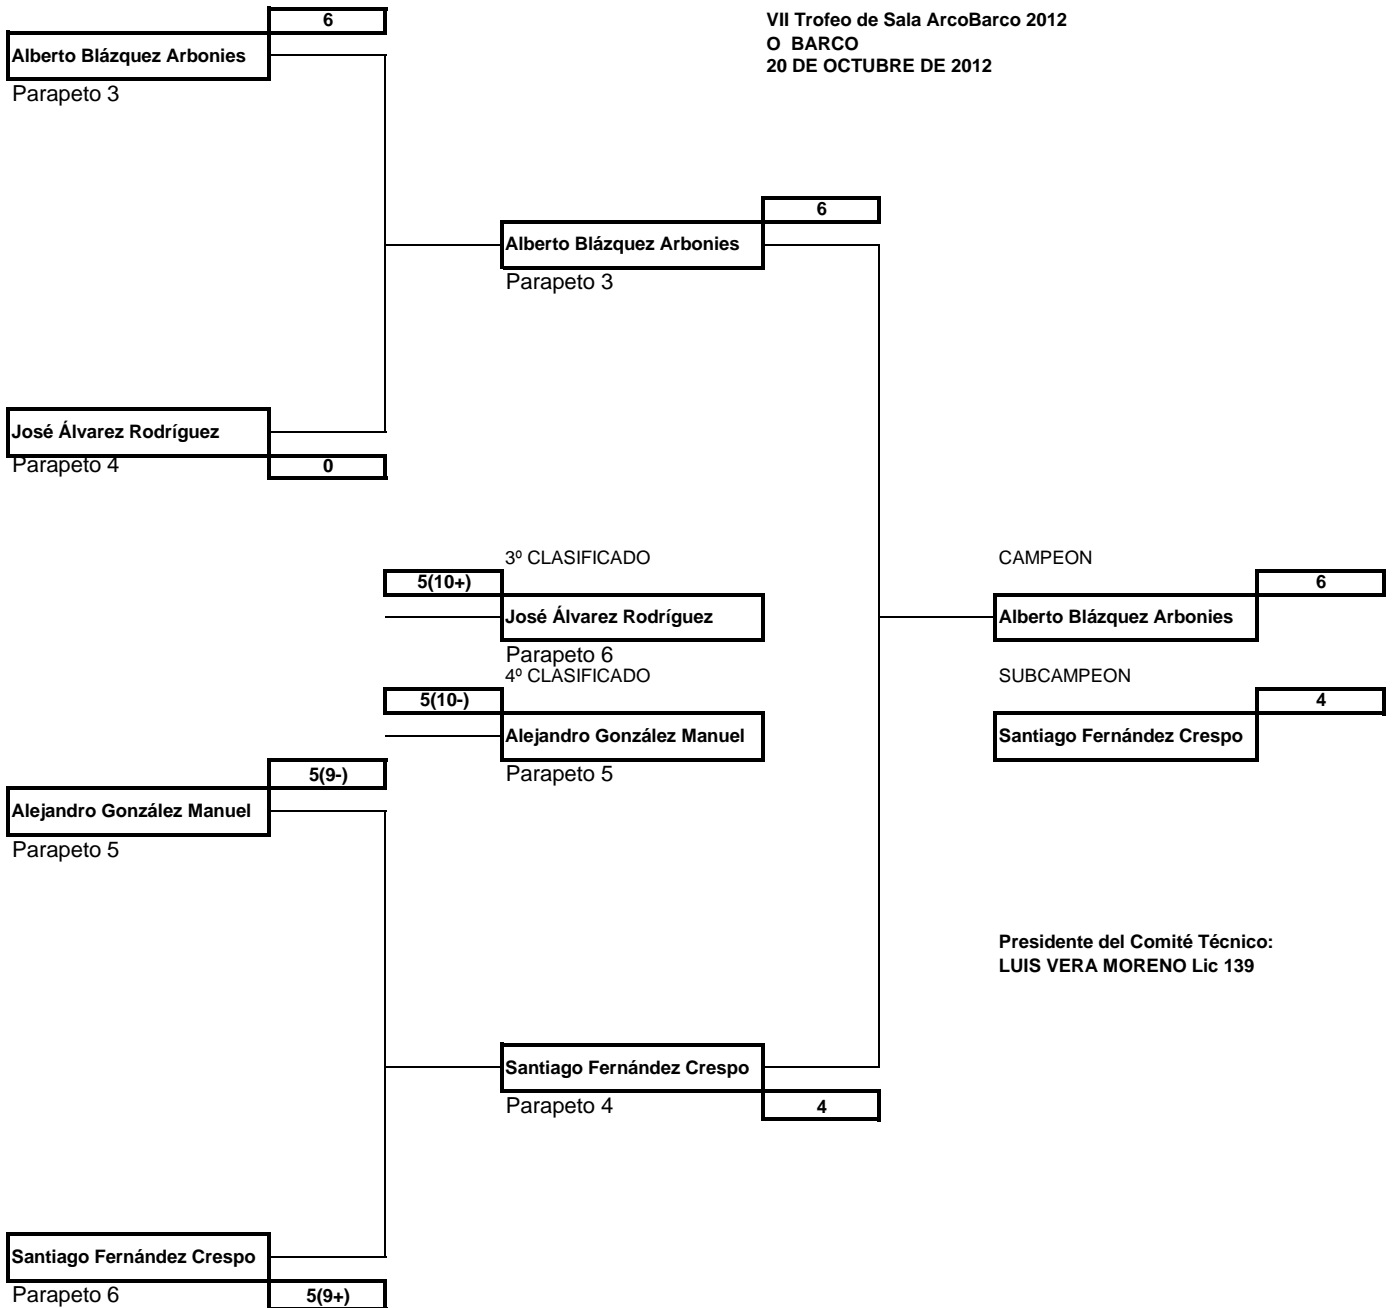 6
VII Trofeo de Sala ArcoBarco 2012
O BARCO
20 DE OCTUBRE DE 2012
Alberto Blázquez Arbonies
Parapeto 3
6
Alberto Blázquez Arbonies
Parapeto 3
José Álvarez Rodríguez
Parapeto 4
0
3º CLASIFICADO
5(10+)
José Álvarez Rodríguez
Parapeto 6
4º CLASIFICADO
5(10-)
Alejandro González Manuel
Parapeto 5
CAMPEON
6
Alberto Blázquez Arbonies
SUBCAMPEON
4
Santiago Fernández Crespo
5(9-)
Alejandro González Manuel
Parapeto 5
Presidente del Comité Técnico:
LUIS VERA MORENO Lic 139
Santiago Fernández Crespo
Parapeto 4
4
Santiago Fernández Crespo
Parapeto 6
5(9+)